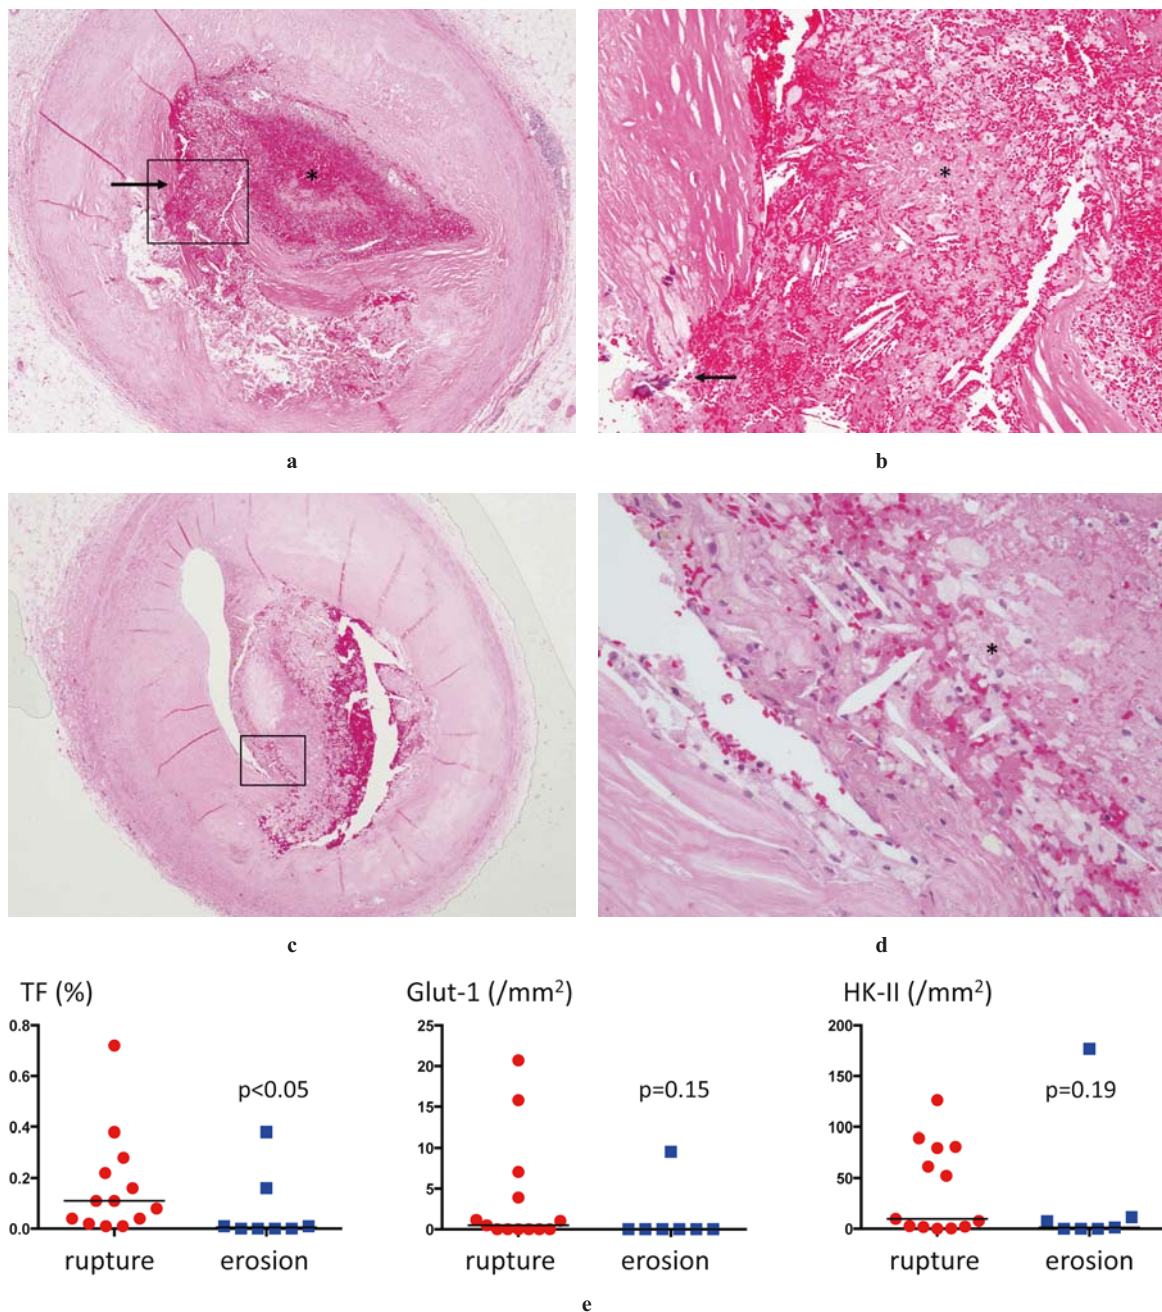 *
*
a
b
*
c
d
TF (%)
Glut-1 (/mm²)
HK-II (/mm²)
0.8
0.6
0.4
0.2
0.0
p<0.05
rupture
erosion
25
20
15
10
5
0
p=0.15
rupture
erosion
200
150
100
50
0
p=0.19
rupture
erosion
e